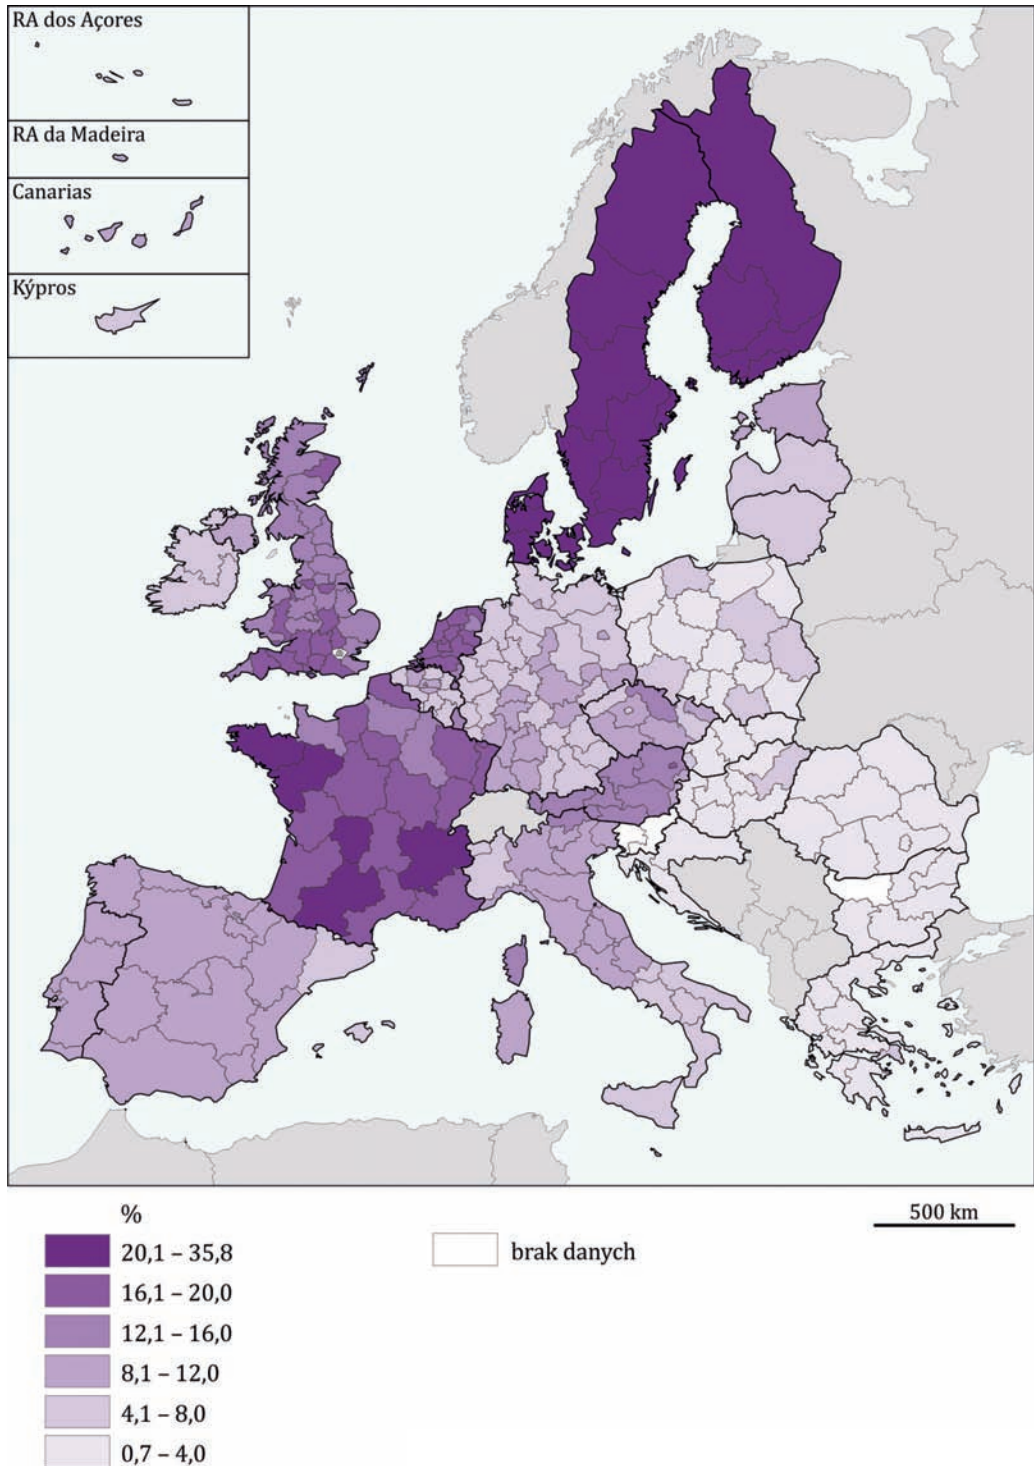 RA dos Açores
RA da Madeira
Canarias
Kýpros
%
500 km
20,1 – 35,8
brak danych
16,1 – 20,0
12,1 – 16,0
8,1 – 12,0
4,1 – 8,0
0,7 – 4,0